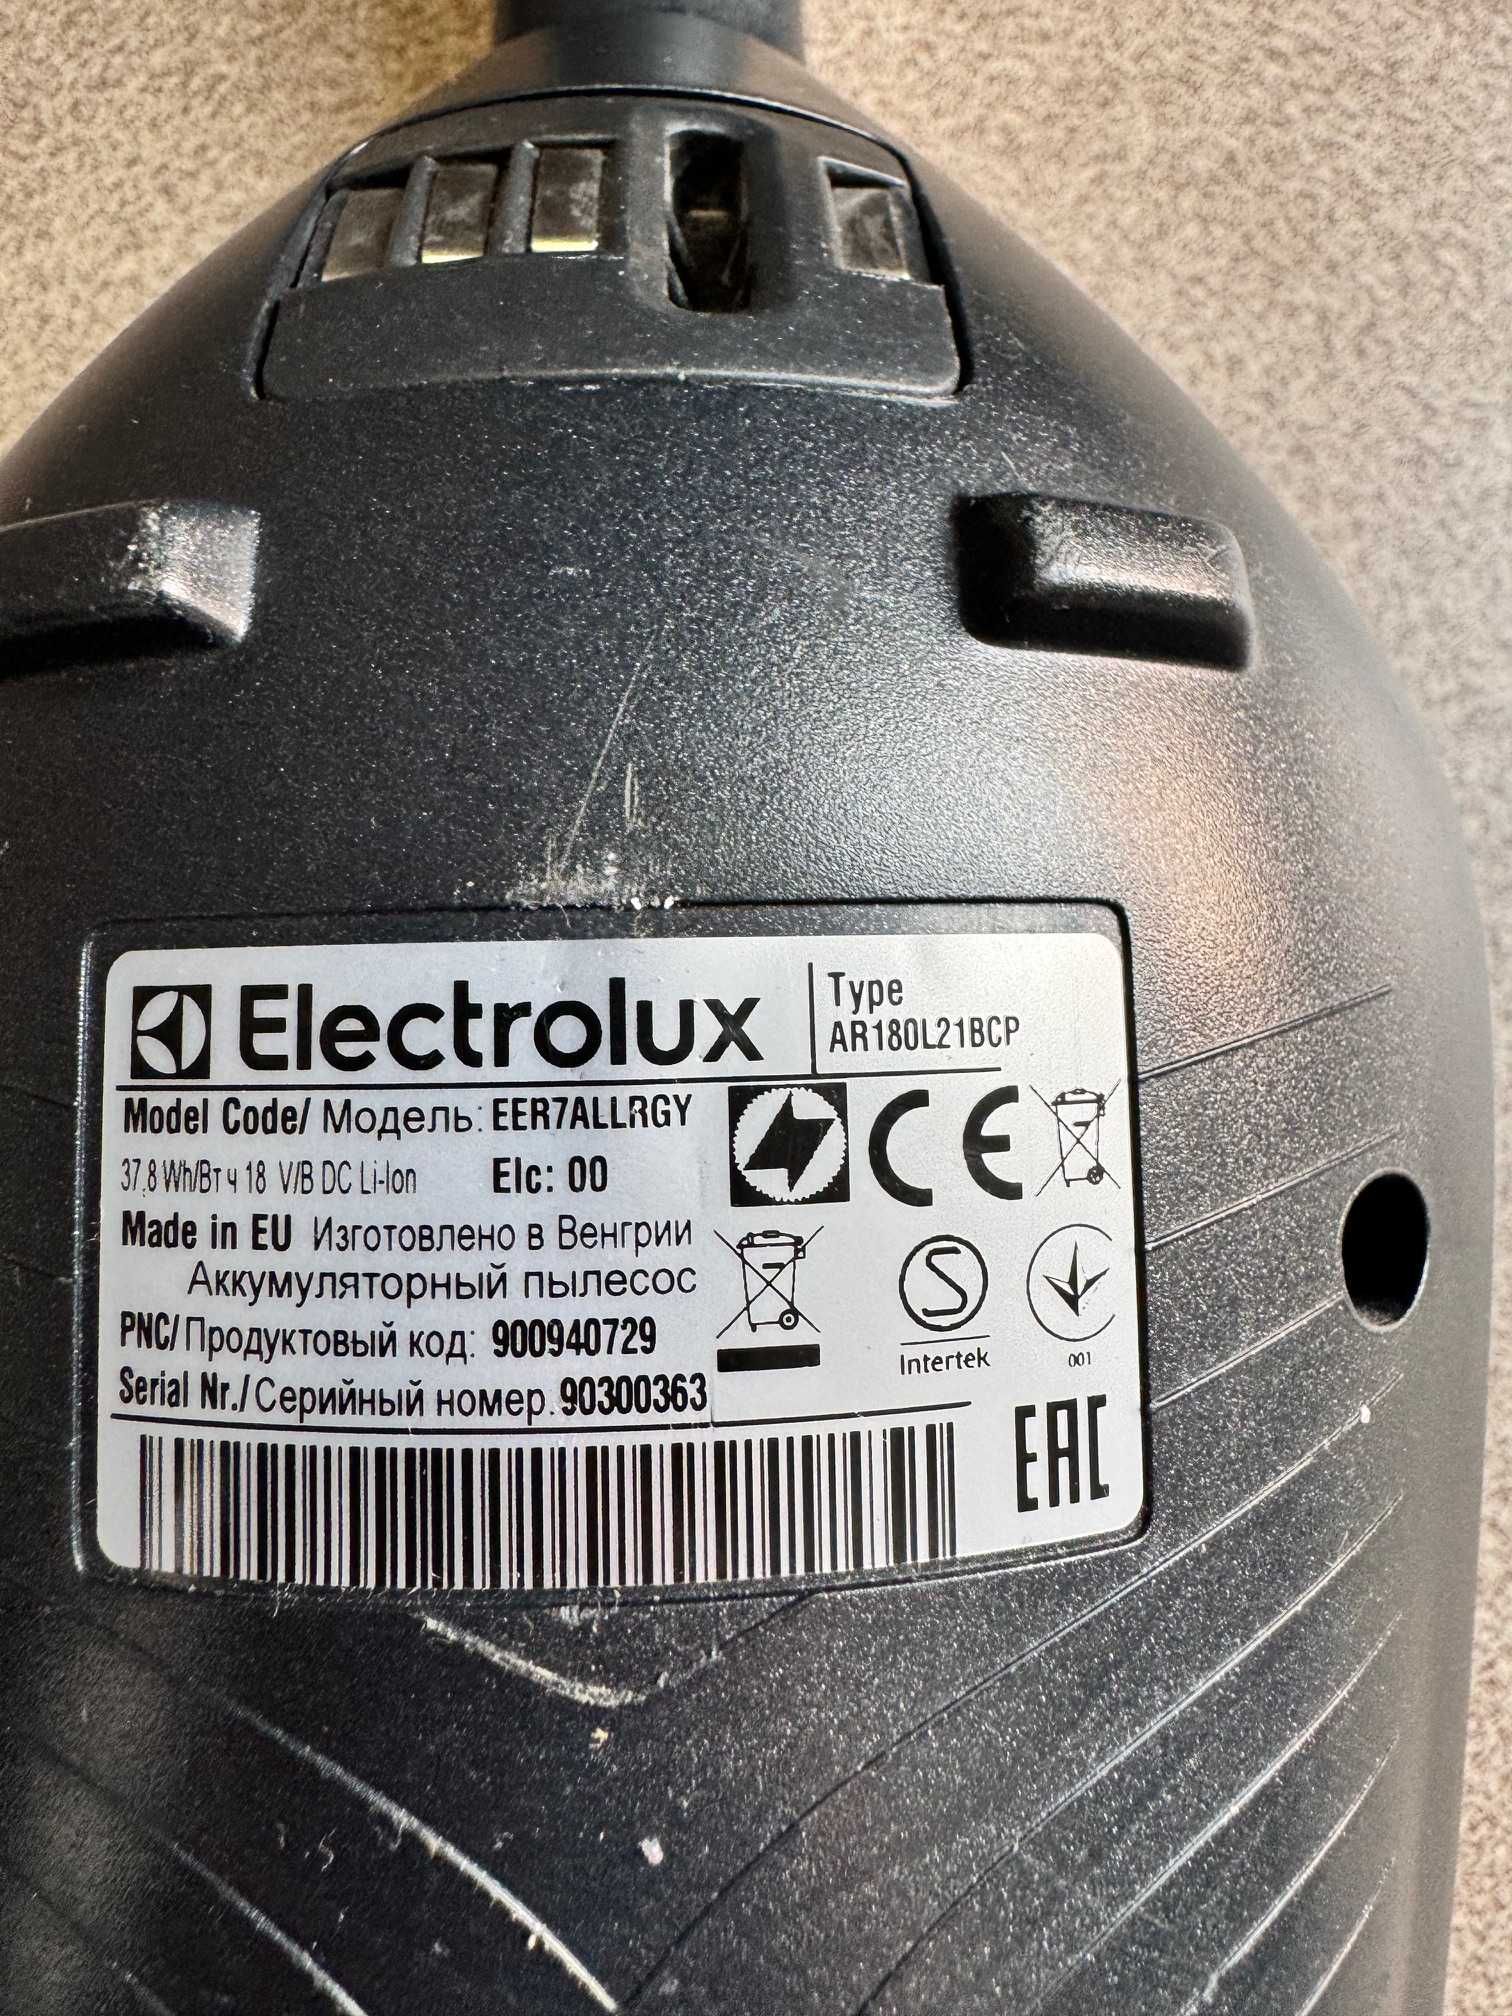 Electrolux
Type
AR180L21BCP
Model Code/ Модель: EER7ALLRGY
37,8 Wh/Вт ч 18 V/В DC Li-Ion Elc: 00
Made in EU Изготовлено в Венгрии
Аккумуляторный пылесос
PNC/Продуктовый код: 900940729
Serial Nr./Серийный номер. 90300363
CE
S
Intertek
001
EAC